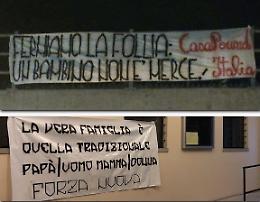 FERMIAMO LA FOLLIA: CasaPound
UN BAMBINO NON E' MERCE! Italia
LA VERA FAMIGLIA È
QUELLA TRADIZIONALE
PAPÀ/UOMO MAMMA/DONNA
FORZA NUOVA